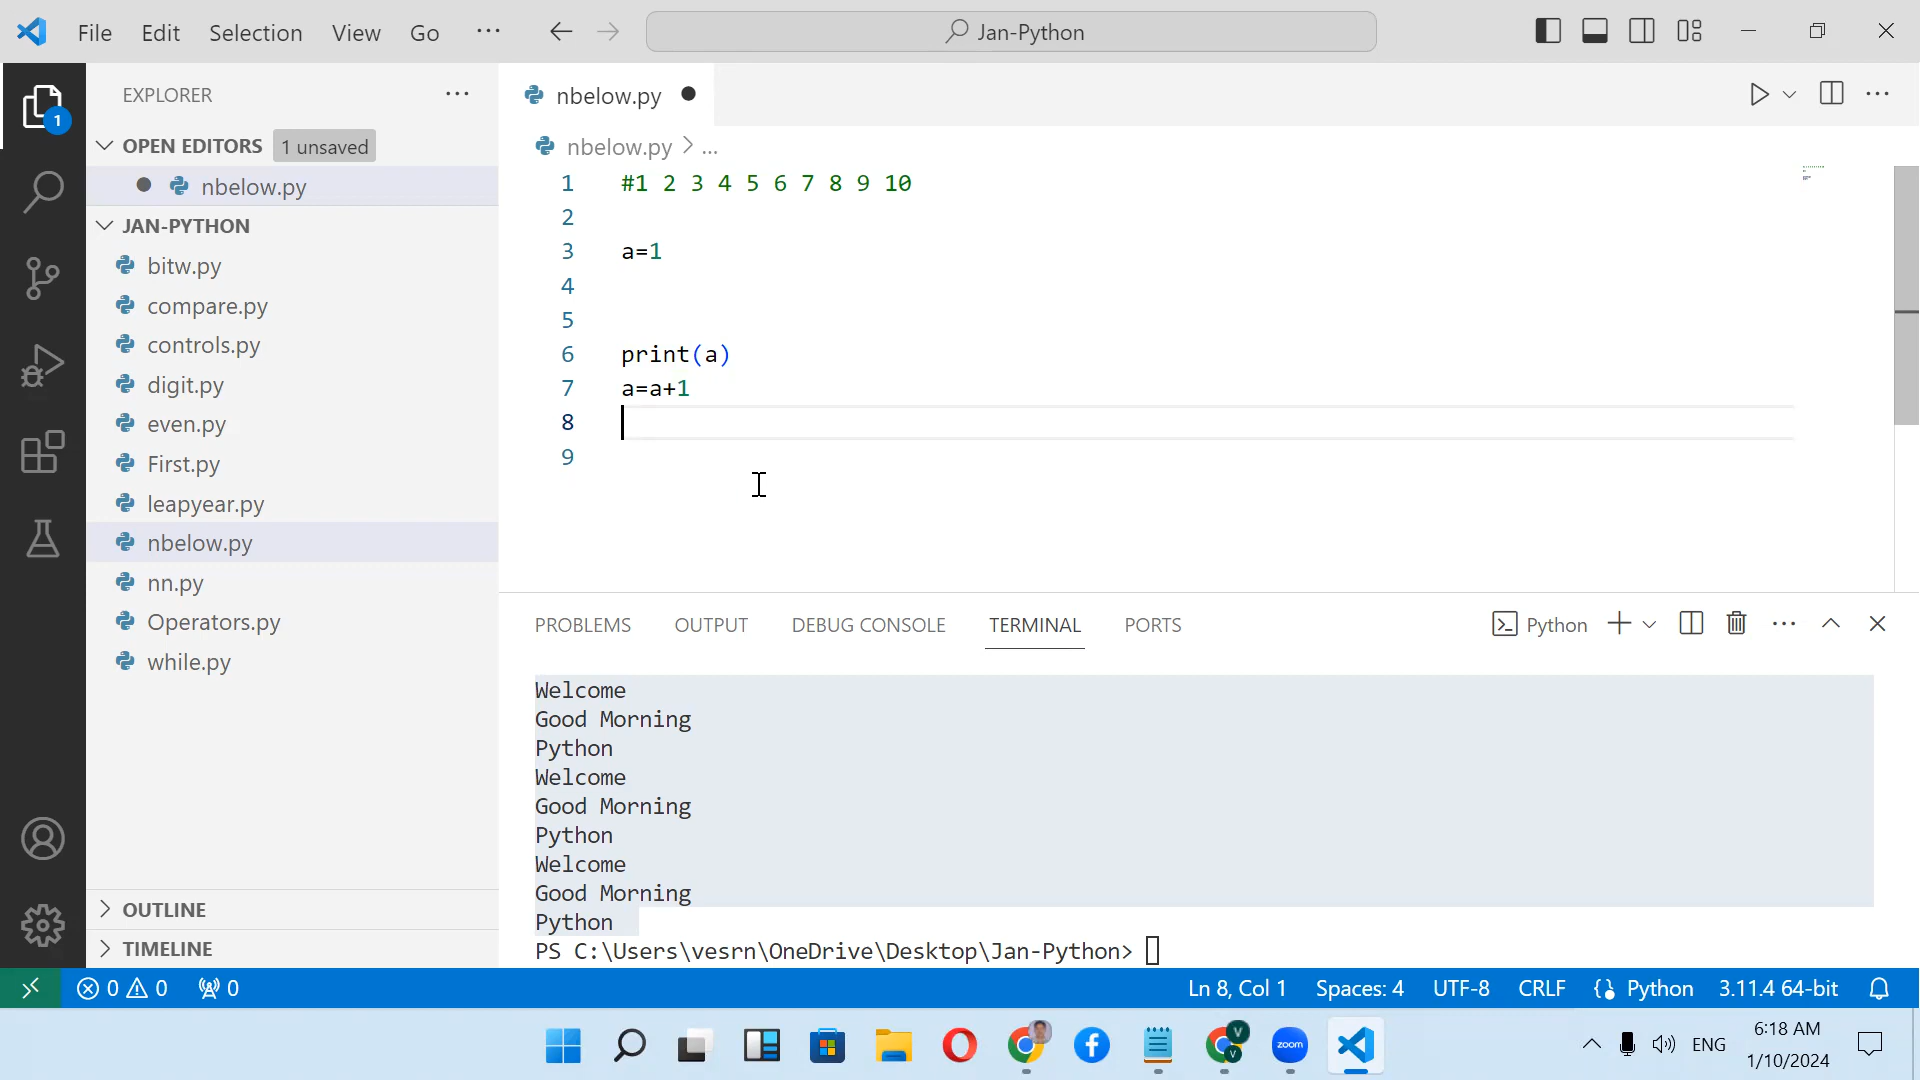 File Edit Selection View Go ··· Jan-Python
EXPLORER ···
1
OPEN EDITORS 1 unsaved
nbelow.py
JAN-PYTHON
bitw.py
compare.py
controls.py
digit.py
even.py
First.py
leapyear.py
nbelow.py
nn.py
Operators.py
while.py
OUTLINE
TIMELINE
nbelow.py
nbelow.py > ...
1 #1 2 3 4 5 6 7 8 9 10
2
3 a=1
4
5
6 print(a)
7 a=a+1
8
9
PROBLEMS OUTPUT DEBUG CONSOLE TERMINAL PORTS Python
Welcome
Good Morning
Python
Welcome
Good Morning
Python
Welcome
Good Morning
Python
PS C:\Users\vesrn\OneDrive\Desktop\Jan-Python>
0 0 0 Ln 8, Col 1 Spaces: 4 UTF-8 CRLF Python 3.11.4 64-bit
V
V
zoom
ENG
6:18 AM
1/10/2024